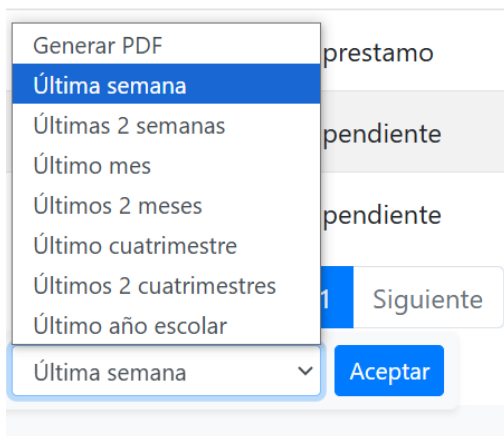 Generar PDF
prestamo
Última semana
Últimas 2 semanas
pendiente
Último mes
Últimos 2 meses
pendiente
Último cuatrimestre
Últimos 2 cuatrimestres
1 Siguiente
Último año escolar
Última semana
Aceptar